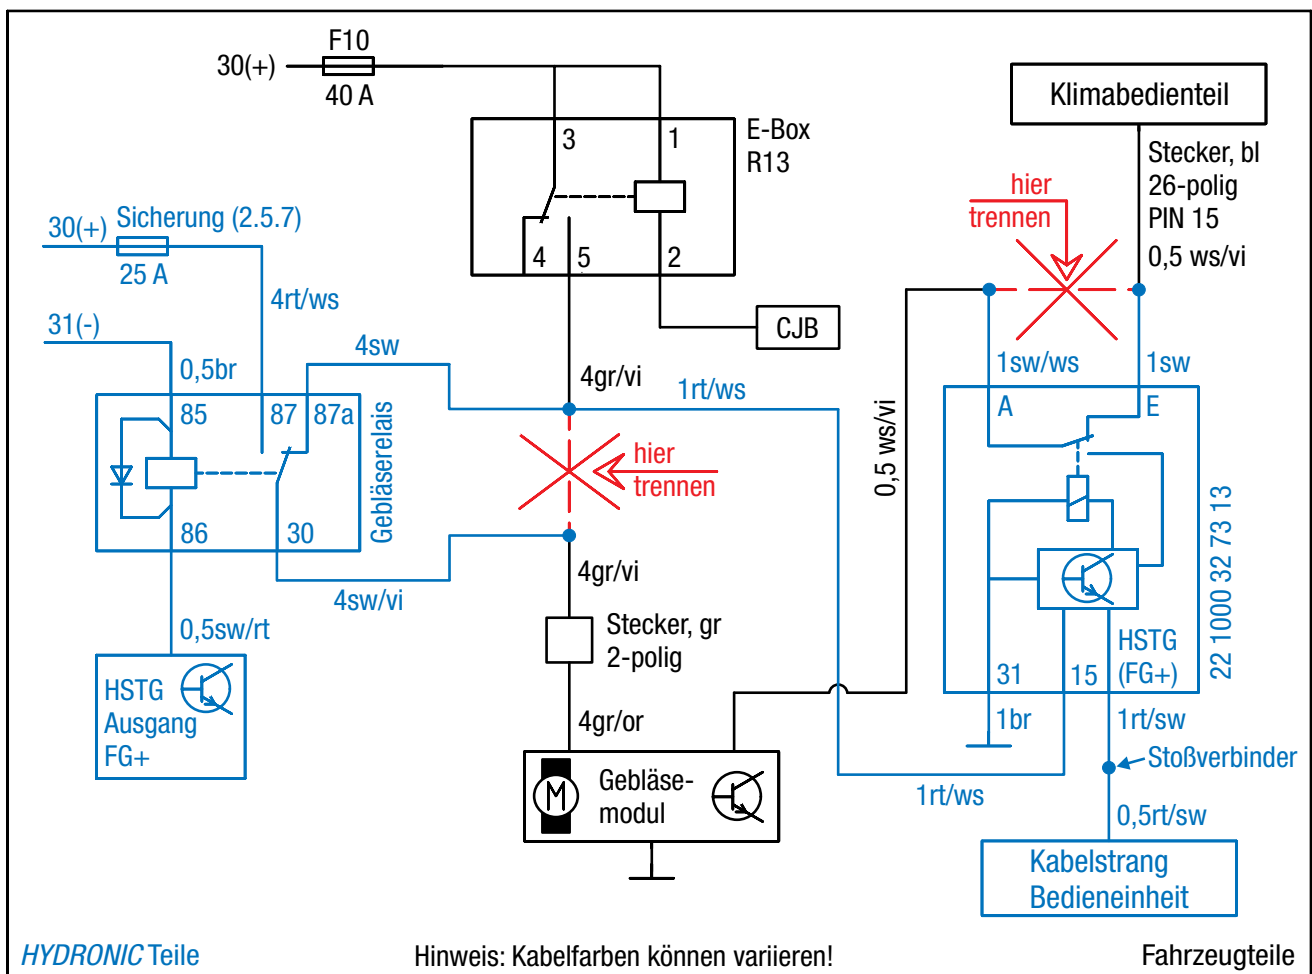 F10
30(+)
40 A
E-Box
R13
3
1
4
5
2
CJB
Klimabedienteil
Stecker, bl
26-polig
PIN 15
0,5 ws/vi
hier
trennen
Sicherung (2.5.7)
30(+)
25 A
4rt/ws
31(-)
0,5br
4sw
85
87
87a
86
30
Gebläserelais
4sw/vi
0,5sw/rt
HSTG
Ausgang
FG+
4gr/vi
1rt/ws
hier
trennen
4gr/vi
Stecker, gr
2-polig
4gr/or
M
Gebläse-
modul
0,5 ws/vi
1sw/ws
1sw
A
E
HSTG
(FG+)
31
15
22 1000 32 73 13
1br
1rt/sw
Stoßverbinder
1rt/ws
0,5rt/sw
Kabelstrang
Bedieneinheit
HYDRONIC Teile
Hinweis: Kabelfarben können variieren!
Fahrzeugteile